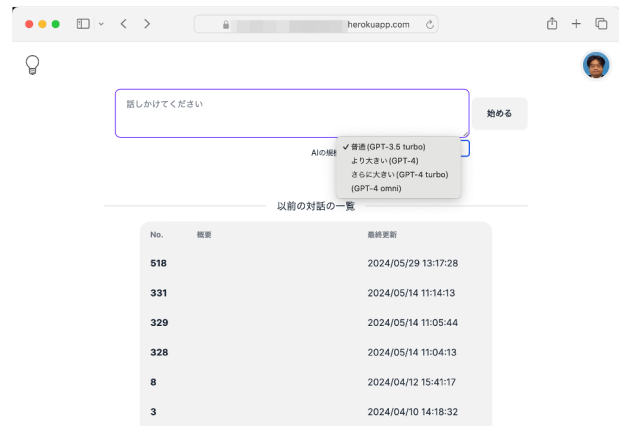 herokuapp.com
話しかけてください
始める
AIの規模
✓ 普通(GPT-3.5 turbo)
より大きい(GPT-4)
さらに大きい(GPT-4 turbo)
(GPT-4 omni)
以前の対話の一覧
No. 概要 最終更新
518 2024/05/29 13:17:28
331 2024/05/14 11:14:13
329 2024/05/14 11:05:44
328 2024/05/14 11:04:13
8 2024/04/12 15:41:17
3 2024/04/10 14:18:32